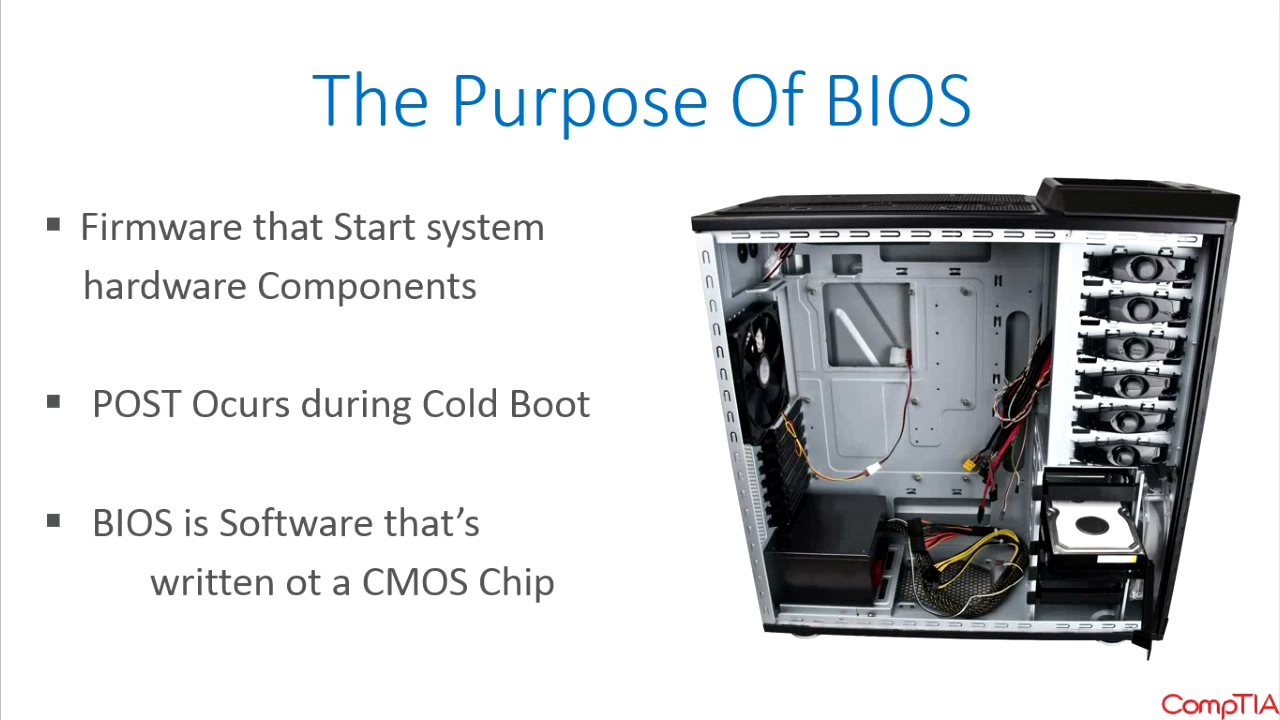 The Purpose Of BIOS
▪ Firmware that Start system
hardware Components
▪ POST Ocurs during Cold Boot
▪ BIOS is Software that's
written ot a CMOS Chip
CompTIA